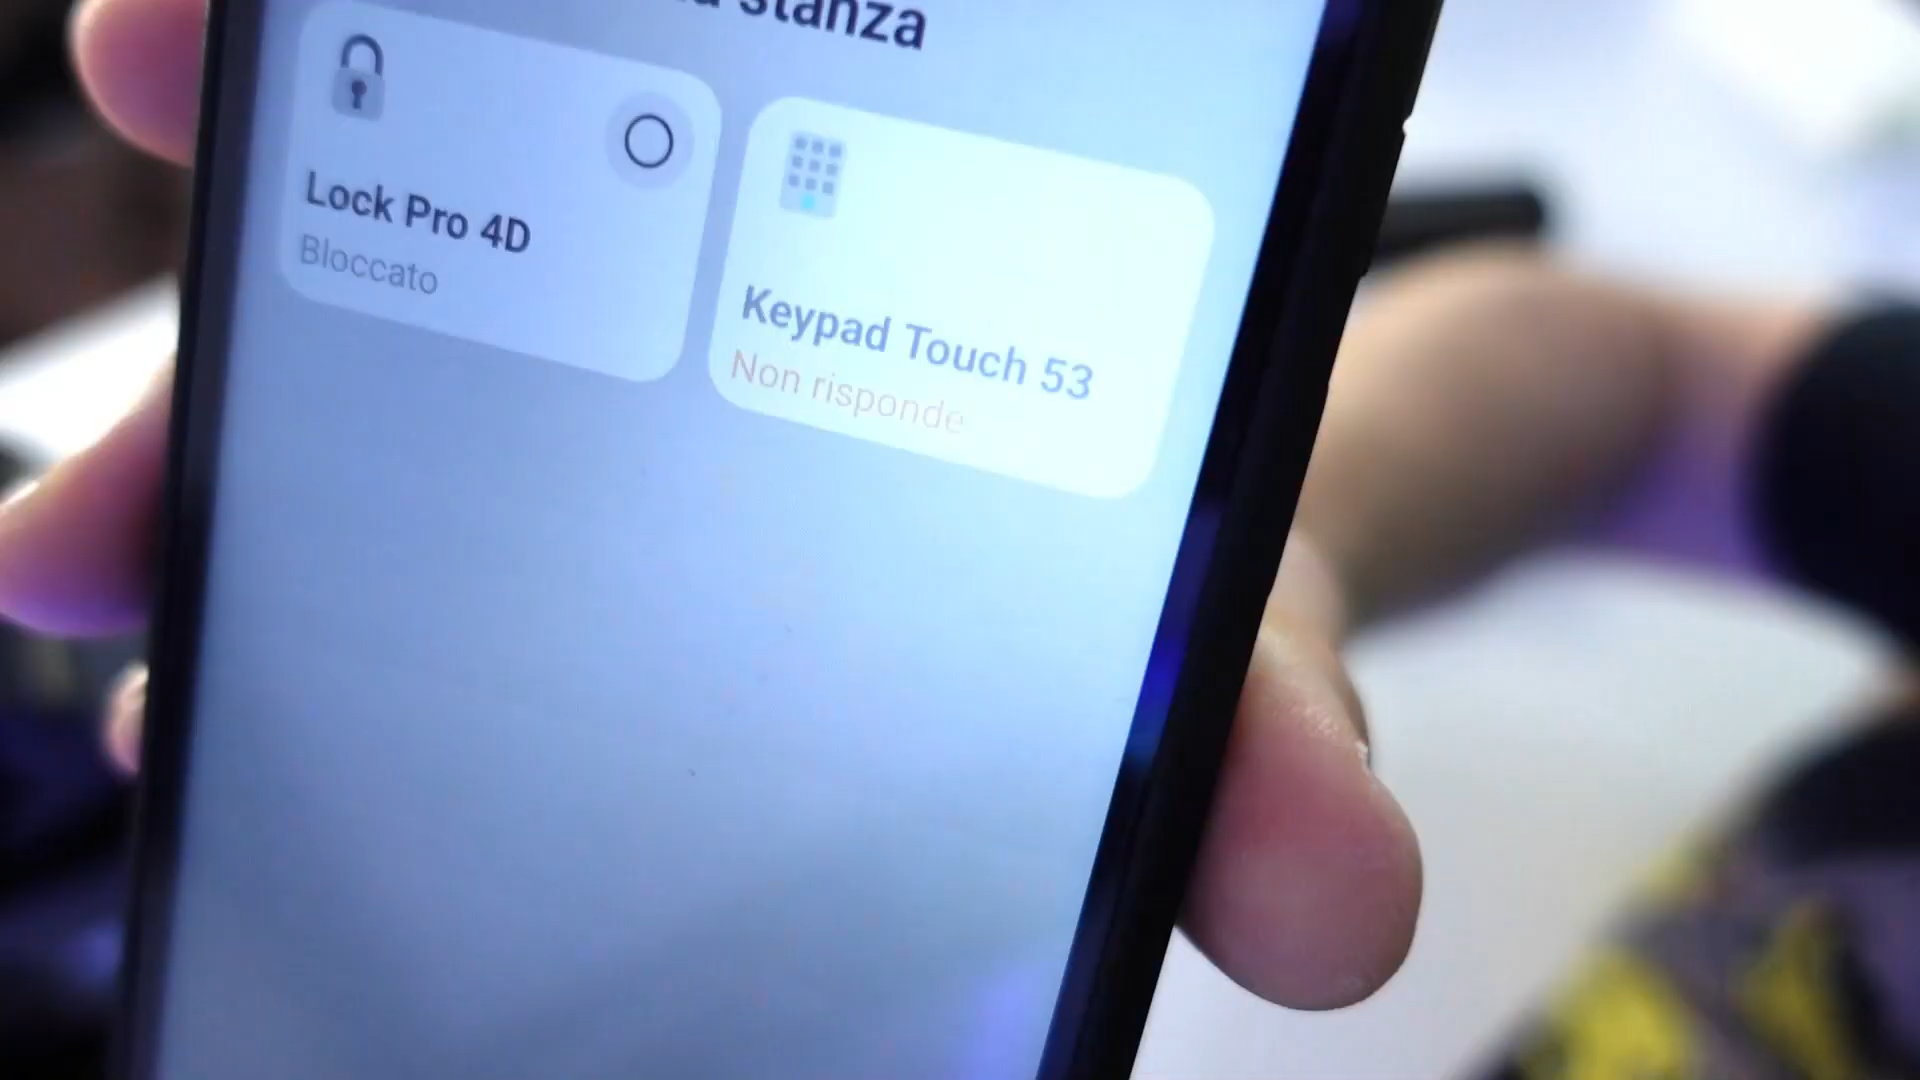 stanza
Lock Pro 4D
Bloccato
Keypad Touch 53
Non risponde